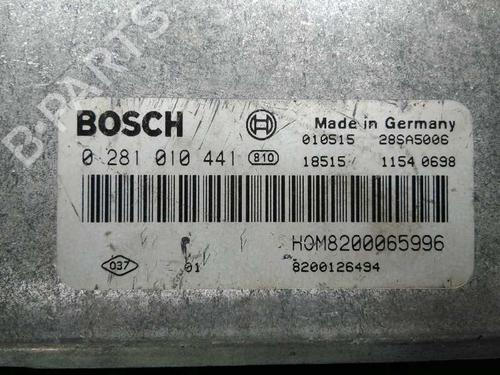 B-PARTS
BOSCH
Made in Germany
010515 28SA5006
0 281 010 441 810 18515 1154 0698
HOM8200065996
037 01 8200126494